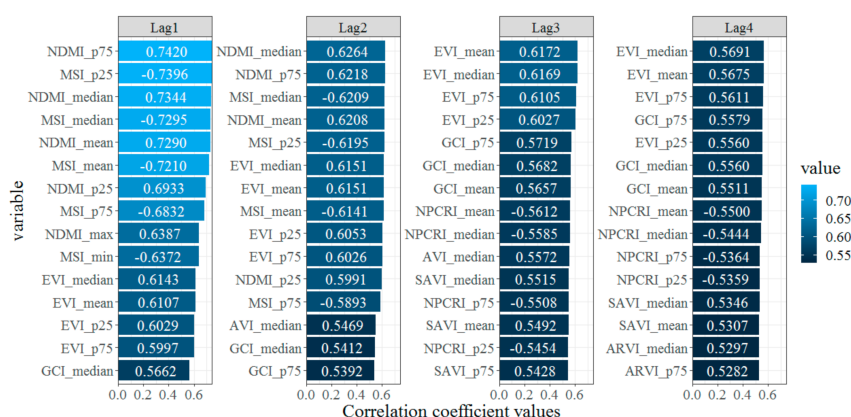 Lag1 Lag2 Lag3 Lag4
NDMI_p75 0.7420 NDMI_median 0.6264 EVI_mean 0.6172 EVI_median 0.5691
MSI_p25 -0.7396 NDMI_p75 0.6218 EVI_median 0.6169 EVI_mean 0.5675
NDMI_median 0.7344 MSI_median -0.6209 EVI_p75 0.6105 EVI_p75 0.5611
MSI_median -0.7295 NDMI_mean 0.6208 EVI_p25 0.6027 GCI_p75 0.5579
NDMI_mean 0.7290 MSI_p25 -0.6195 GCI_p75 0.5719 EVI_p25 0.5560
MSI_mean -0.7210 EVI_median 0.6151 GCI_median 0.5682 GCI_median 0.5560
NDMI_p25 0.6933 EVI_mean 0.6151 GCI_mean 0.5657 GCI_mean 0.5511
MSI_p75 -0.6832 MSI_mean -0.6141 NPCRI_mean -0.5612 NPCRI_mean -0.5500
NDMI_max 0.6387 EVI_p25 0.6053 NPCRI_median -0.5585 NPCRI_median -0.5444
MSI_min -0.6372 EVI_p75 0.6026 AVI_median 0.5572 NPCRI_p75 -0.5364
EVI_median 0.6143 NDMI_p25 0.5991 SAVI_median 0.5515 NPCRI_p25 -0.5359
EVI_mean 0.6107 MSI_p75 -0.5893 NPCRI_p75 -0.5508 SAVI_median 0.5346
EVI_p25 0.6029 AVI_median 0.5469 SAVI_mean 0.5492 SAVI_mean 0.5307
EVI_p75 0.5997 GCI_median 0.5412 NPCRI_p25 -0.5454 ARVI_median 0.5297
GCI_median 0.5662 GCI_p75 0.5392 SAVI_p75 0.5428 ARVI_p75 0.5282
0.0 0.2 0.4 0.6 0.0 0.2 0.4 0.6 0.0 0.2 0.4 0.6 0.0 0.2 0.4 0.6
Correlation coefficient values
variable
value
0.70
0.65
0.60
0.55